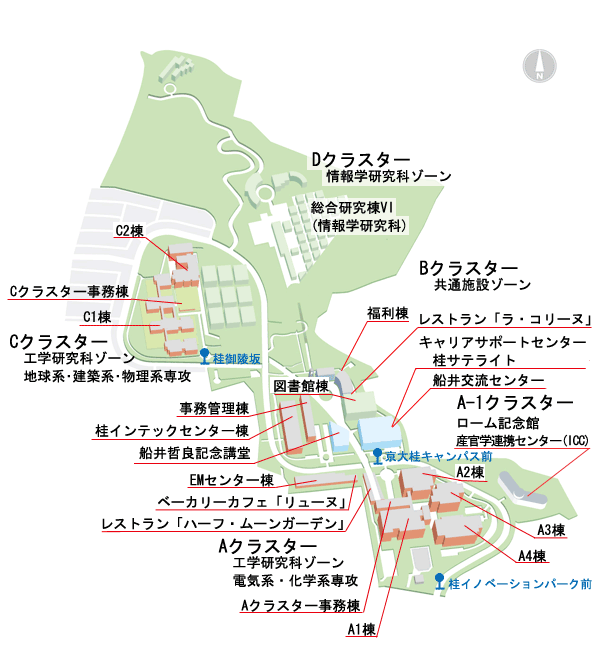 N
Dクラスター
情報学研究科ゾーン
総合研究棟VI
(情報学研究科)
C2棟
Bクラスター
共通施設ゾーン
Cクラスター事務棟
福利棟
レストラン「ラ・コリーヌ」
C1棟
Cクラスター
工学研究科ゾーン
地球系・建築系・物理系専攻
桂御陵坂
キャリアサポートセンター
桂サテライト
船井交流センター
図書館棟
事務管理棟
桂インテックセンター棟
船井哲良記念講堂
A-1クラスター
ローム記念館
産官学連携センター(ICC)
京大桂キャンパス前
A2棟
EMセンター棟
ベーカリーカフェ「リューヌ」
レストラン「ハーフ・ムーンガーデン」
A3棟
Aクラスター
工学研究科ゾーン
電気系・化学系専攻
A4棟
桂イノベーションパーク前
Aクラスター事務棟
A1棟